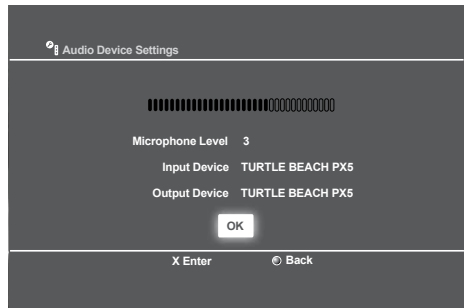 Audio Device Settings
Microphone Level 3
Input Device TURTLE BEACH PX5
Output Device TURTLE BEACH PX5
OK
X Enter Back